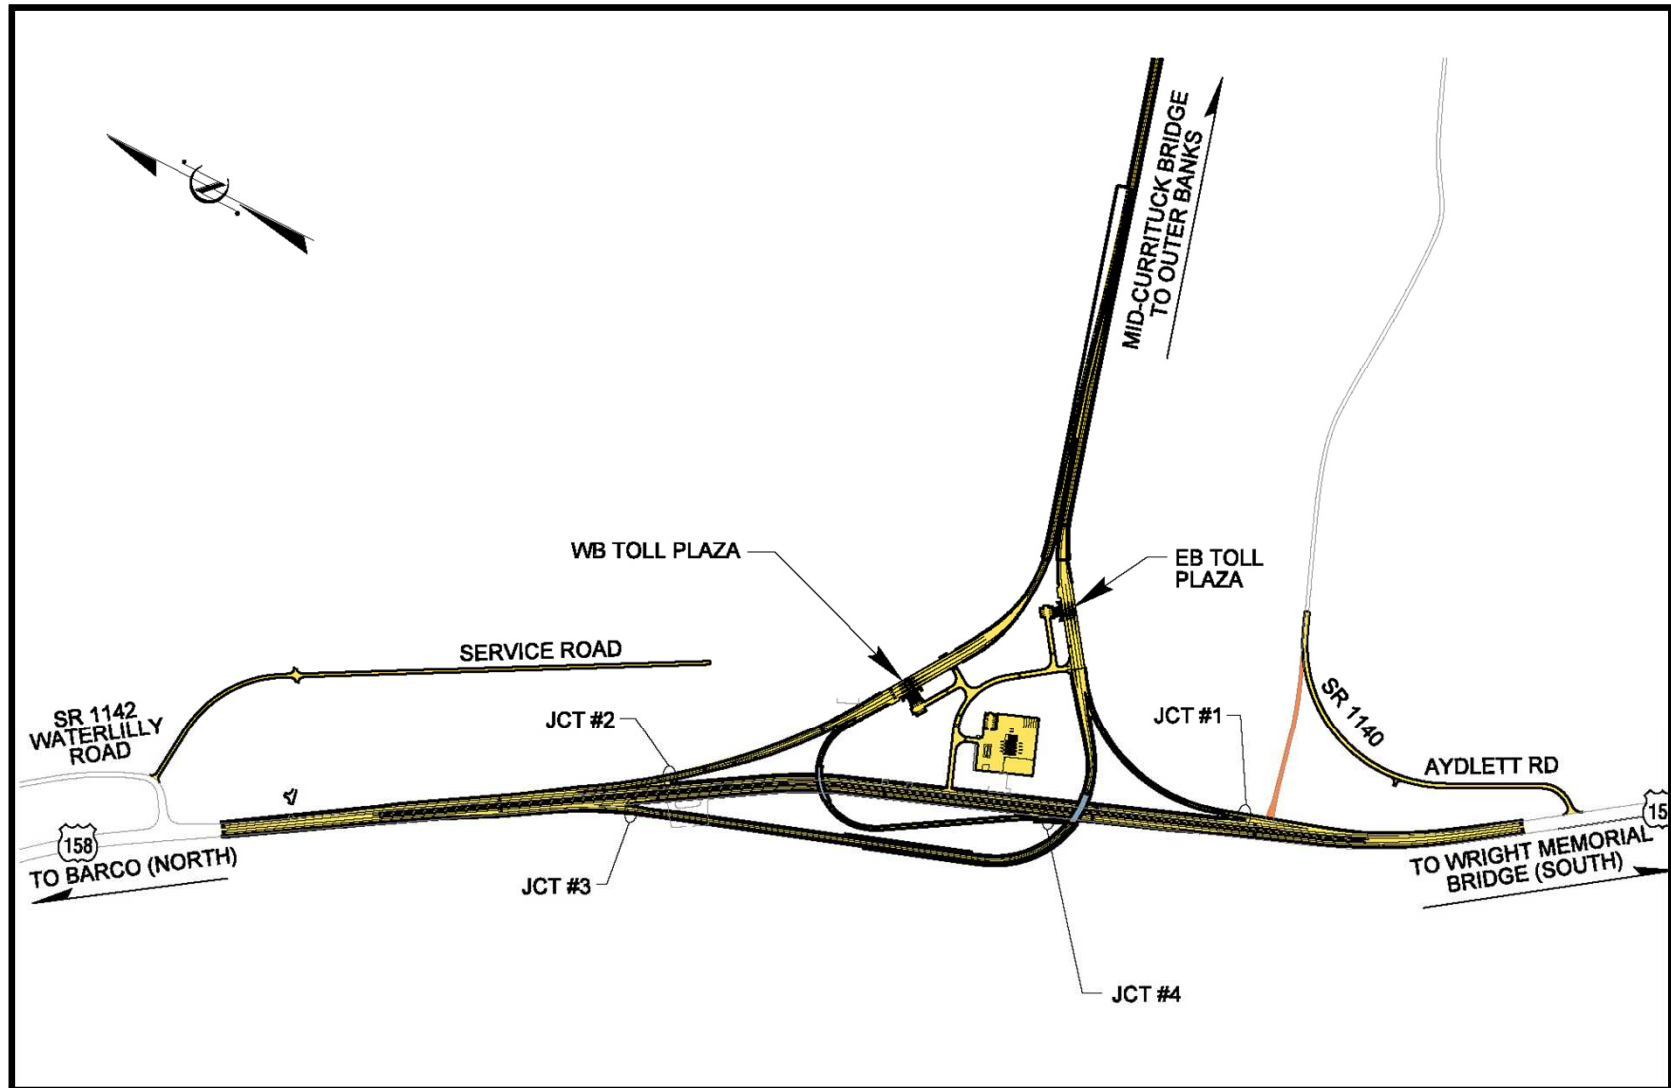 MID-CURRITUCK BRIDGE
TO OUTER BANKS
WB TOLL PLAZA
EB TOLL
PLAZA
SERVICE ROAD
SR 1142
WATERLILLY
ROAD
JCT #2
JCT #1
SR 1140
AYDLETT RD
158
TO BARCO (NORTH)
JCT #3
15
TO WRIGHT MEMORIAL
BRIDGE (SOUTH)
JCT #4